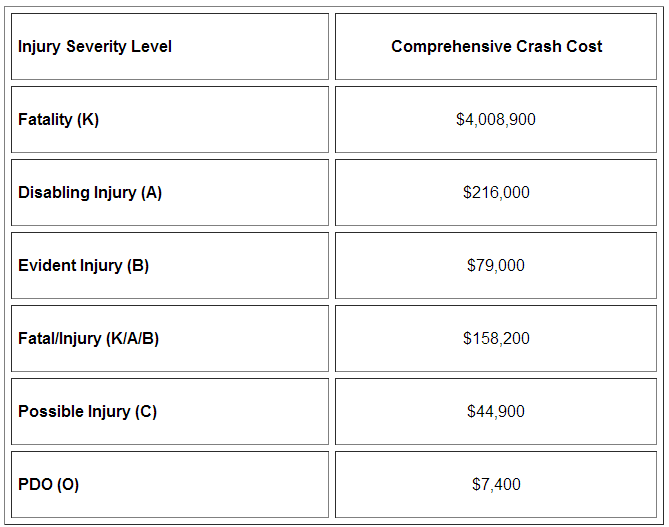 Injury Severity Level Comprehensive Crash Cost
Fatality (K) $4,008,900
Disabling Injury (A) $216,000
Evident Injury (B) $79,000
Fatal/Injury (K/A/B) $158,200
Possible Injury (C) $44,900
PDO (O) $7,400